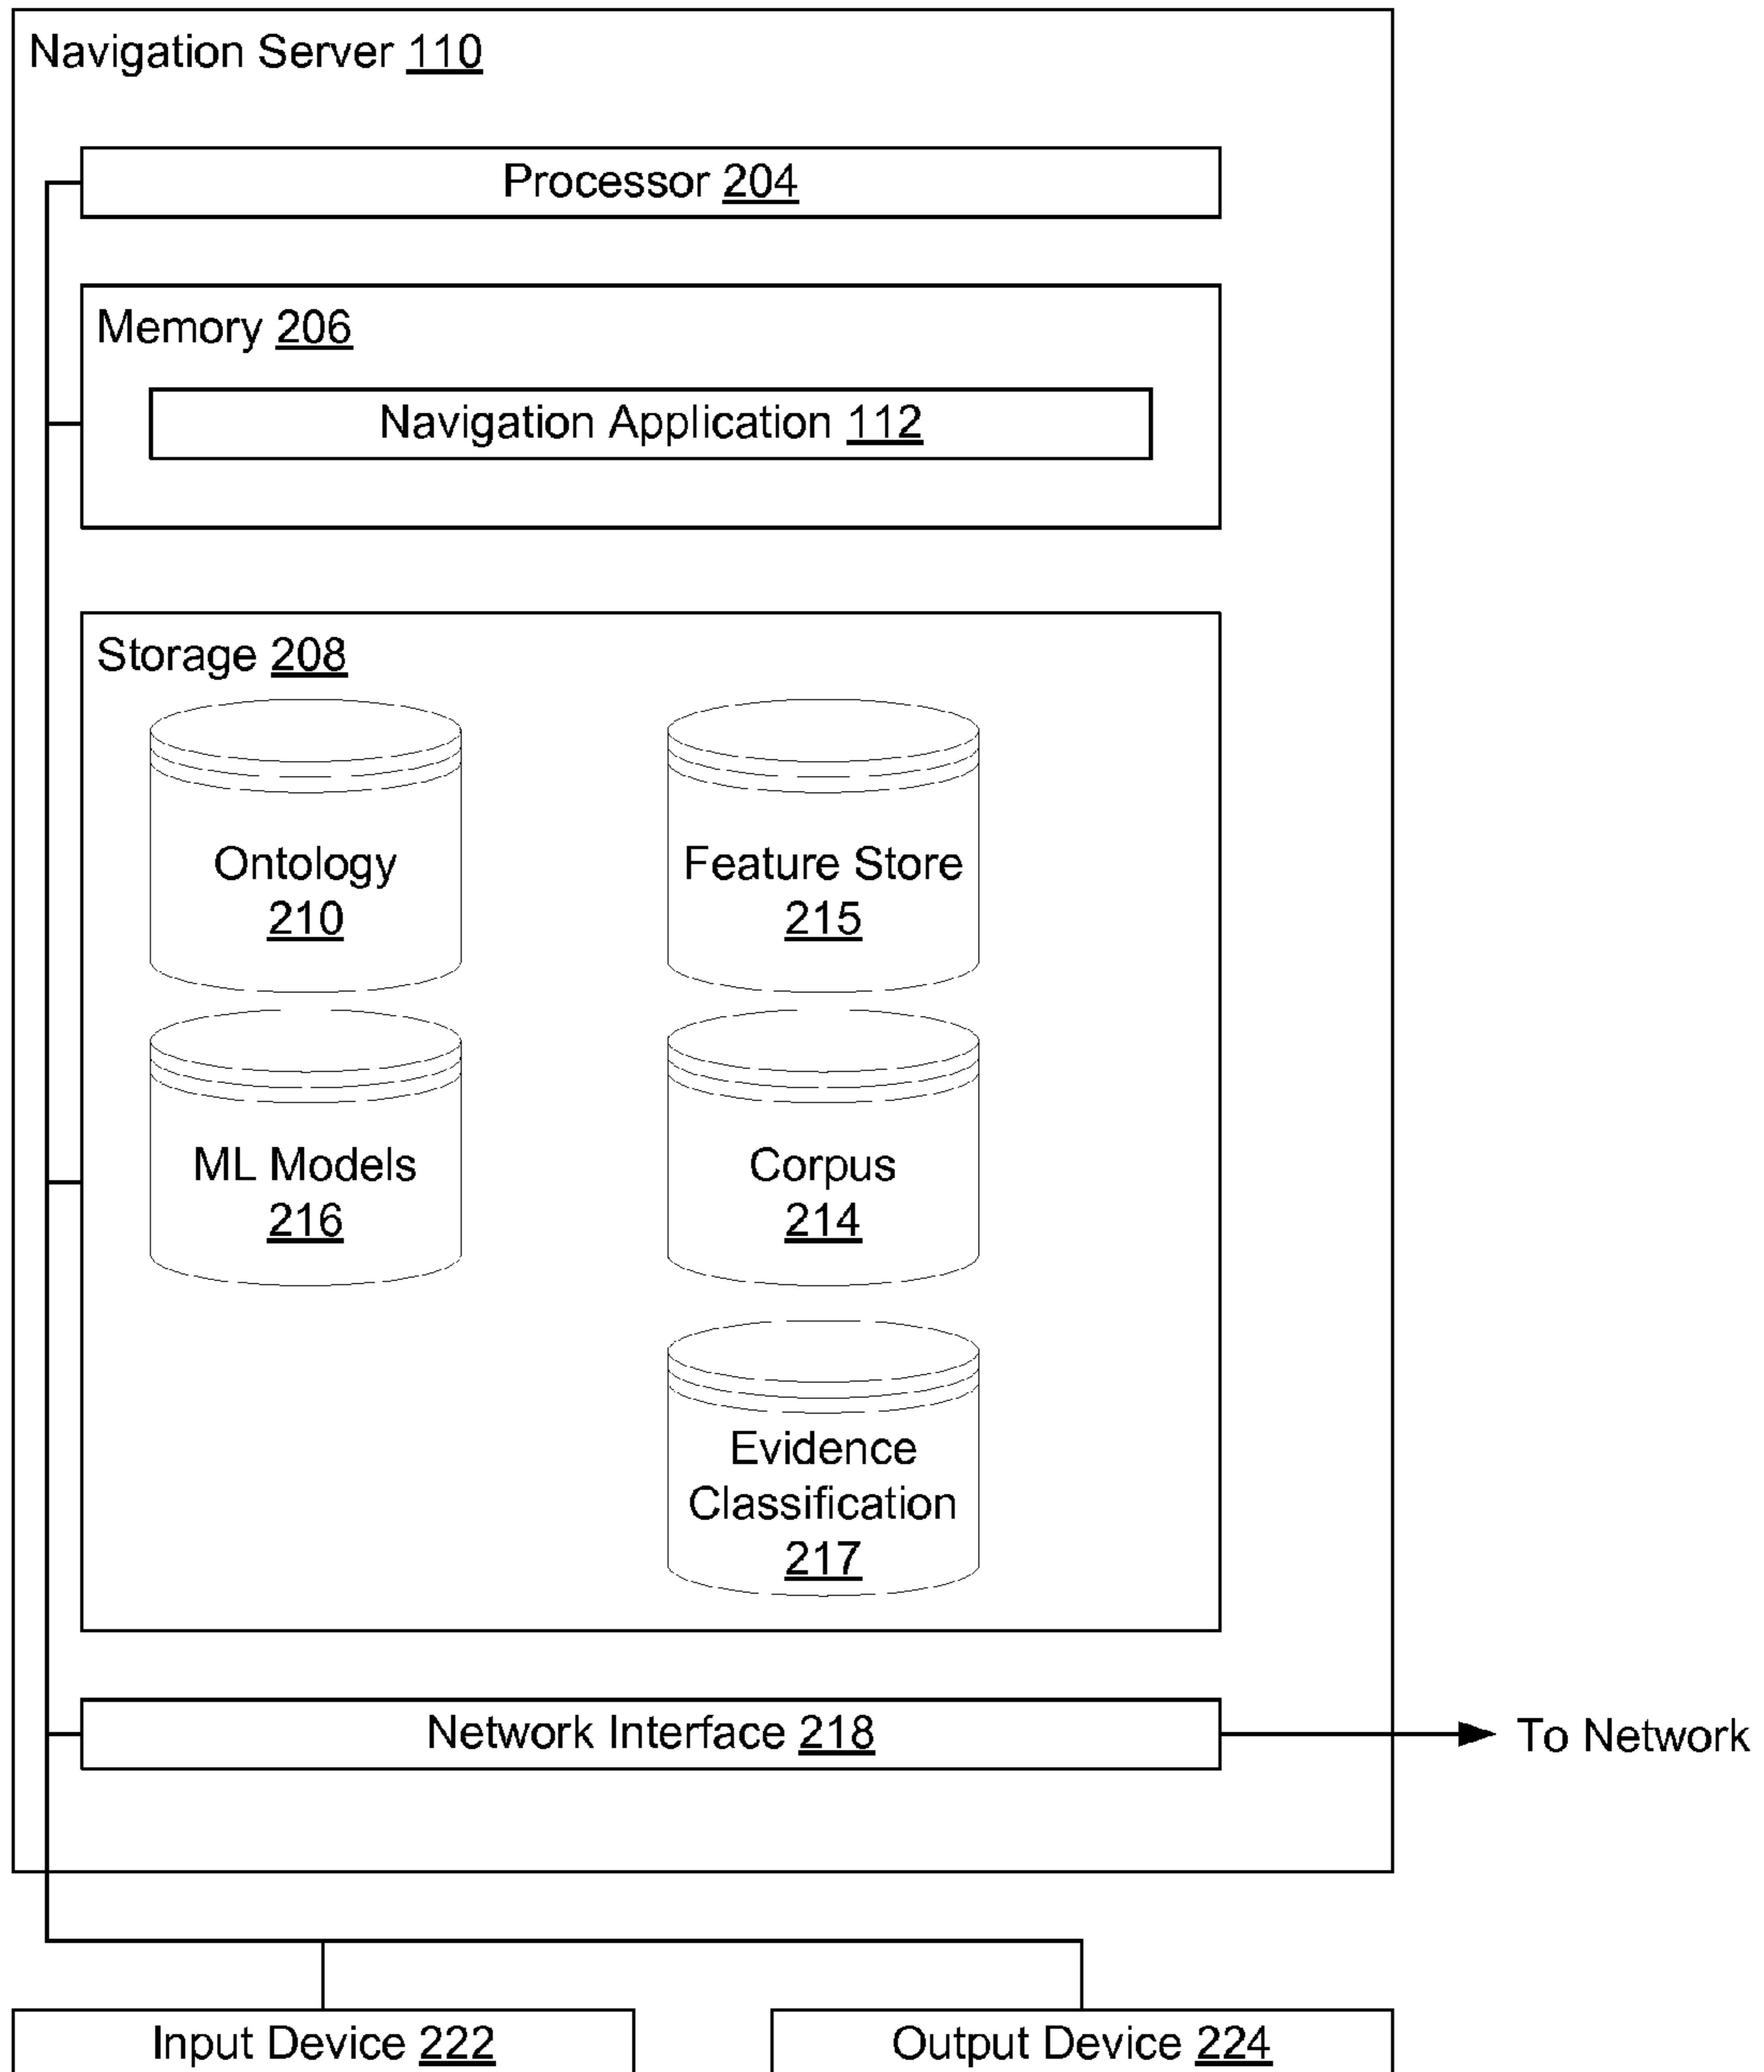 Navigation Server 110
Processor 204
Memory 206
Navigation Application 112
Storage 208
Ontology
210
Feature Store
215
ML Models
216
Corpus
214
Evidence
Classification
217
Network Interface 218
To Network
Input Device 222
Output Device 224